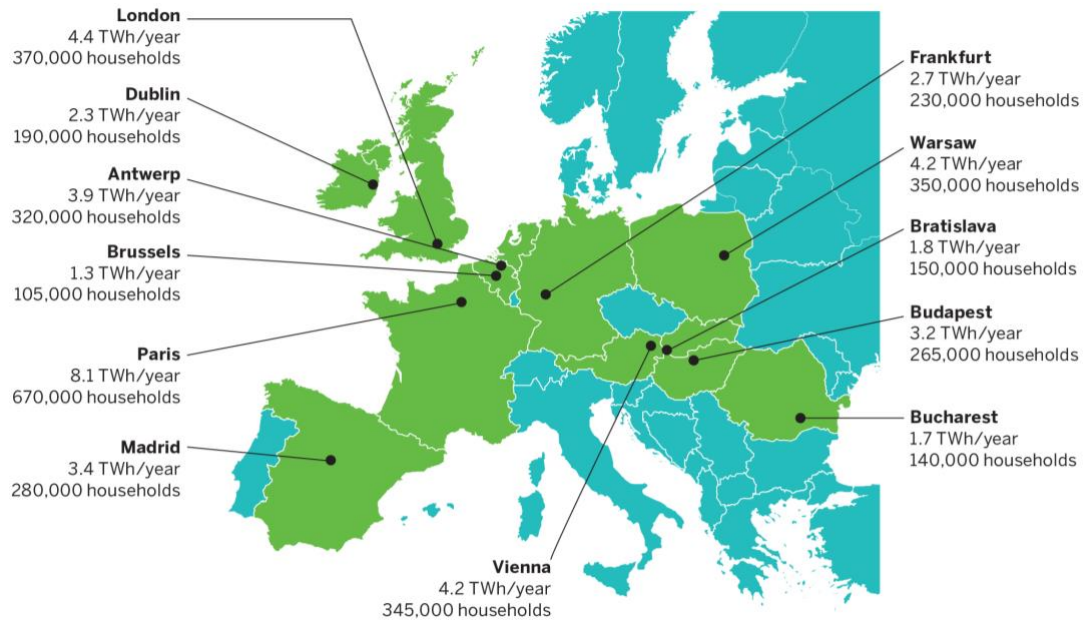 London
4.4 TWh/year
370,000 households
Dublin
2.3 TWh/year
190,000 households
Antwerp
3.9 TWh/year
320,000 households
Brussels
1.3 TWh/year
105,000 households
Paris
8.1 TWh/year
670,000 households
Madrid
3.4 TWh/year
280,000 households
Vienna
4.2 TWh/year
345,000 households
Frankfurt
2.7 TWh/year
230,000 households
Warsaw
4.2 TWh/year
350,000 households
Bratislava
1.8 TWh/year
150,000 households
Budapest
3.2 TWh/year
265,000 households
Bucharest
1.7 TWh/year
140,000 households